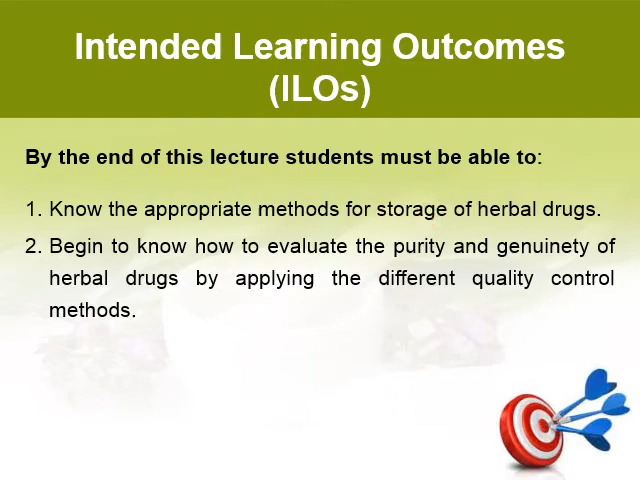 Intended Learning Outcomes
(ILOs)
By the end of this lecture students must be able to:
1. Know the appropriate methods for storage of herbal drugs.
2. Begin to know how to evaluate the purity and genuinety of
herbal drugs by applying the different quality control
methods.